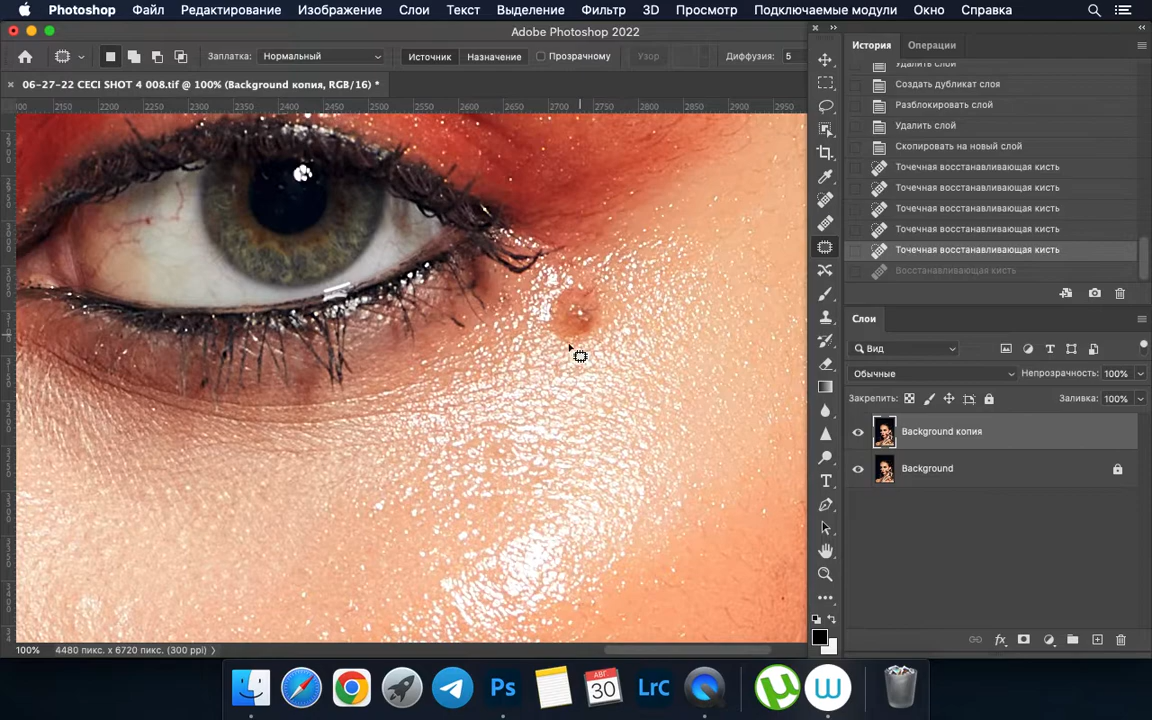 Photoshop Файл Редактирование Изображение Слои Текст Выделение Фильтр 3D Просмотр Подключаемые модули Окно Справка
Adobe Photoshop 2022
Заплатка: Нормальный Источник Назначение Прозрачному Узор Диффузия: 5
06-27-22 CECI SHOT 4 008.tif @ 100% (Background копия, RGB/16) *
2150 2200 2250 2300 2350 2400 2450 2500 2550 2600 2650 2700 2750 2800 2850 2900 2950
История Операции
Удалить слой
Создать дубликат слоя
Разблокировать слой
Удалить слой
Скопировать на новый слой
Точечная восстанавливающая кисть
Точечная восстанавливающая кисть
Точечная восстанавливающая кисть
Точечная восстанавливающая кисть
Точечная восстанавливающая кисть
Восстанавливающая кисть
Слои
Вид
Обычные Непрозрачность: 100%
Закрепить: Заливка: 100%
Background копия
Background
100% 4480 пикс. x 6720 пикс. (300 ppi)
Ps АВГ 30 LrC W